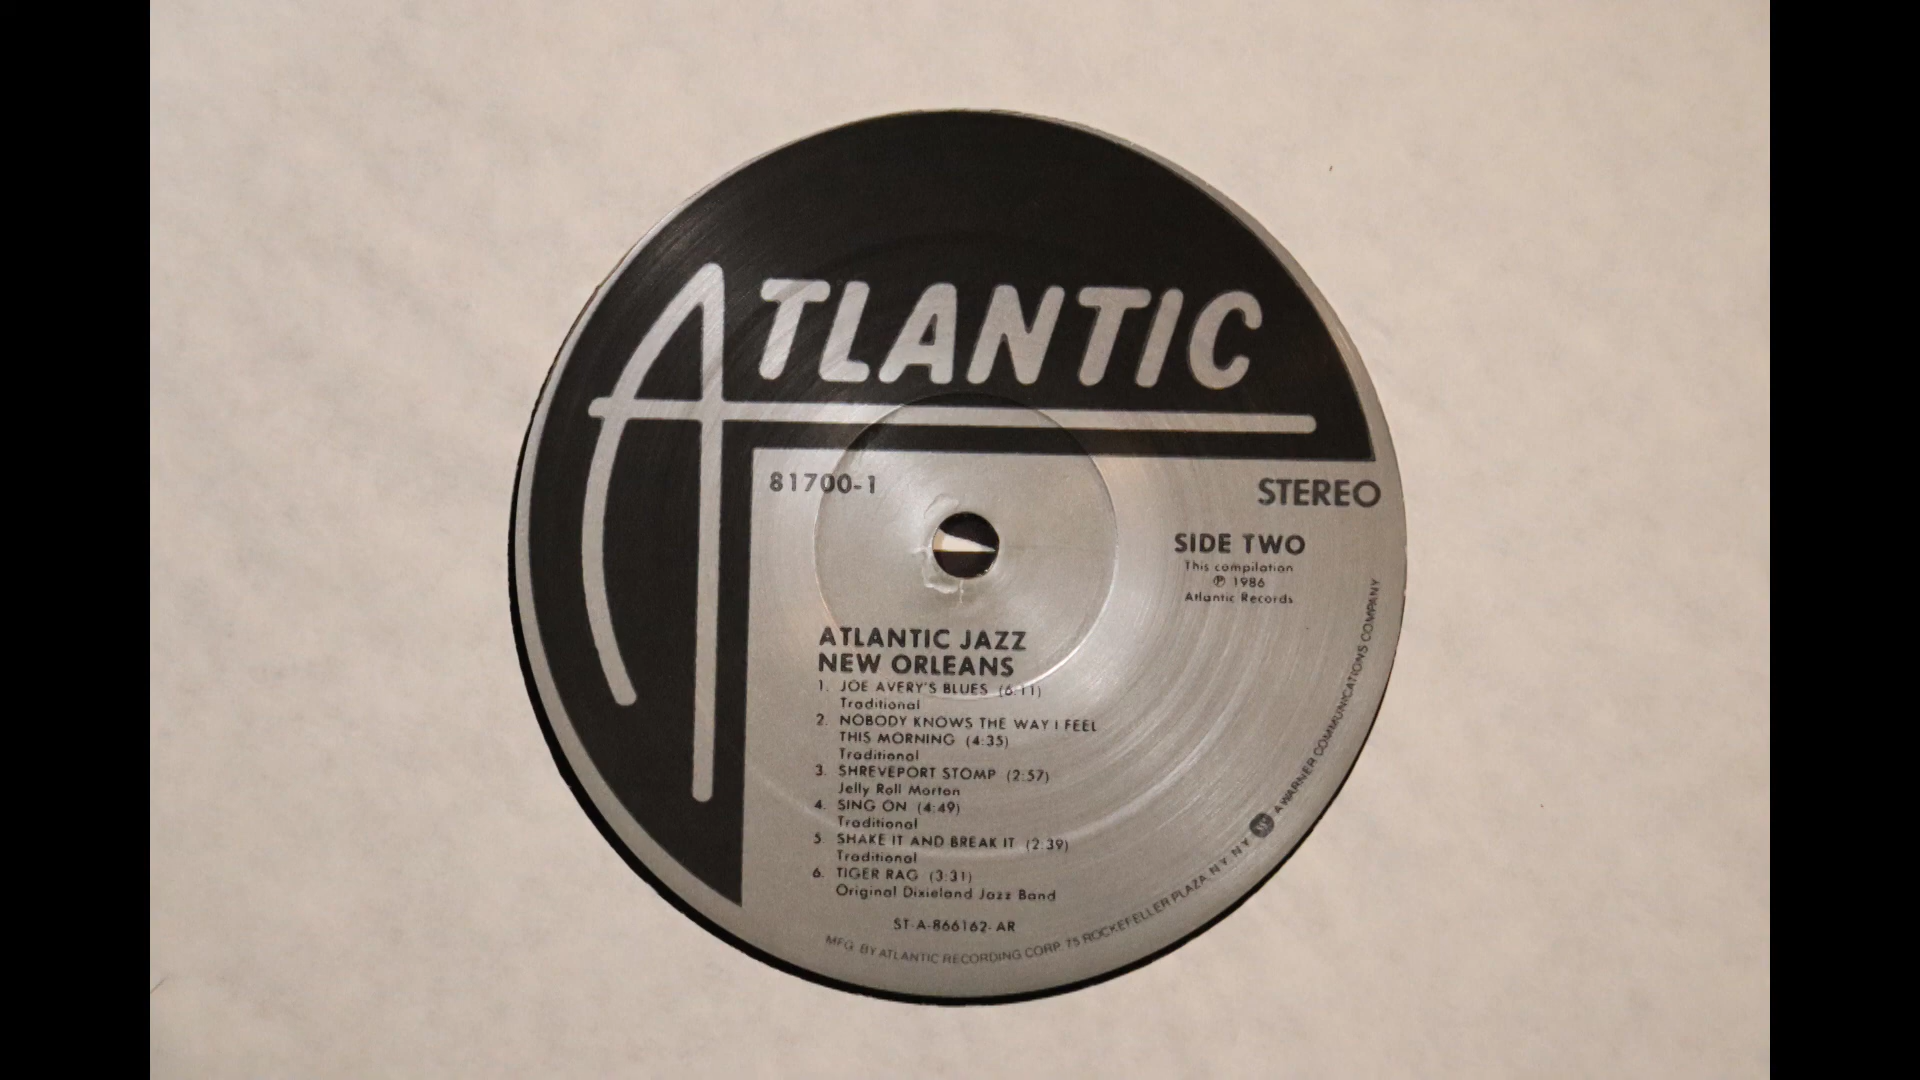 ATLANTIC
81700-1
STEREO
SIDE TWO
This compilation
℗ 1986
Atlantic Records
ATLANTIC JAZZ
NEW ORLEANS
1. JOE AVERY'S BLUES (6:11)
Traditional
2. NOBODY KNOWS THE WAY I FEEL
THIS MORNING (4:35)
Traditional
3. SHREVEPORT STOMP (2:57)
Jelly Roll Morton
4. SING ON (4:49)
Traditional
5. SHAKE IT AND BREAK IT (2:39)
Traditional
6. TIGER RAG (3:31)
Original Dixieland Jazz Band
ST-A-866162-AR
MFG. BY ATLANTIC RECORDING CORP. 75 ROCKEFELLER PLAZA, N.Y. N.Y. A WARNER COMMUNICATIONS COMPANY